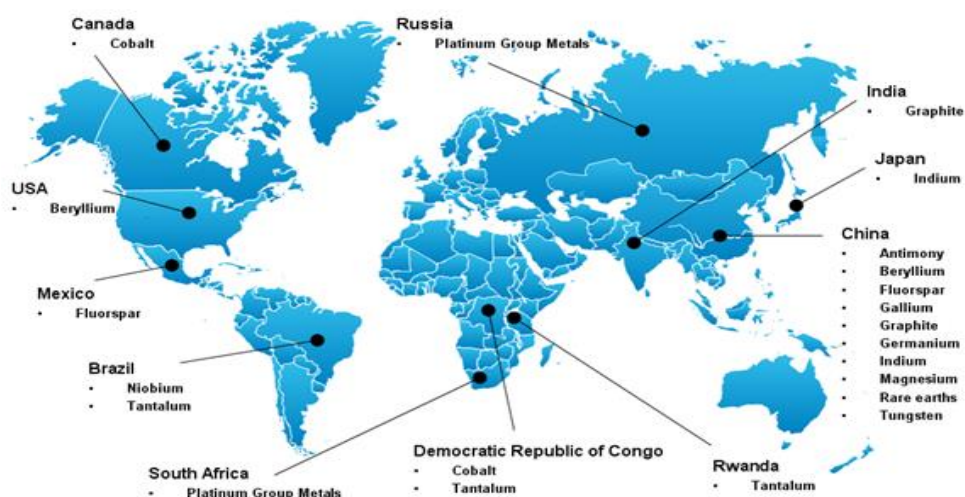 Canada
▪ Cobalt
Russia
▪ Platinum Group Metals
India
▪ Graphite
Japan
▪ Indium
USA
▪ Beryllium
China
▪ Antimony
▪ Beryllium
▪ Fluorspar
▪ Gallium
▪ Graphite
▪ Germanium
▪ Indium
▪ Magnesium
▪ Rare earths
▪ Tungsten
Mexico
▪ Fluorspar
Brazil
▪ Niobium
▪ Tantalum
South Africa
▪ Platinum Group Metals
Democratic Republic of Congo
▪ Cobalt
▪ Tantalum
Rwanda
▪ Tantalum